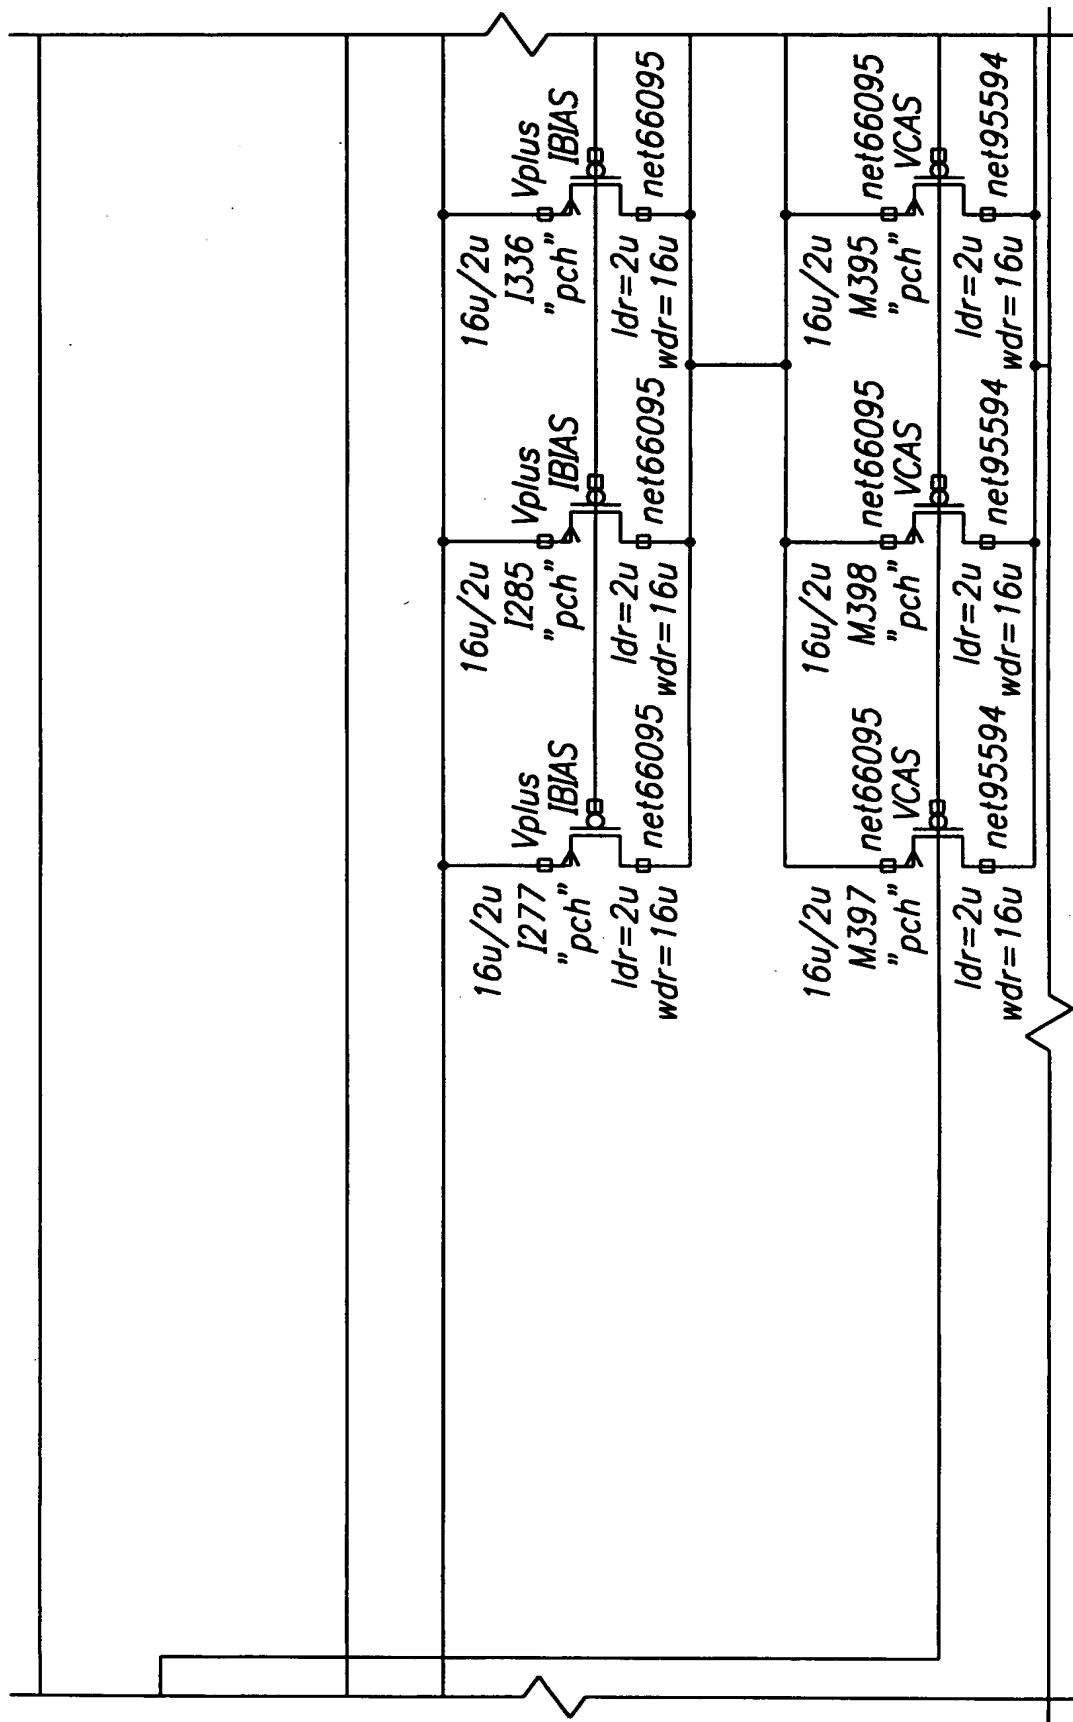 16u/2u
I277
"pch"
ldr=2u
wdr=16u
Vplus
IBIAS
net66095
16u/2u
I285
"pch"
ldr=2u
wdr=16u
Vplus
IBIAS
net66095
16u/2u
I336
"pch"
ldr=2u
wdr=16u
Vplus
IBIAS
net66095
16u/2u
M397
"pch"
ldr=2u
wdr=16u
net66095
VCAS
net95594
16u/2u
M398
"pch"
ldr=2u
wdr=16u
net66095
VCAS
net95594
16u/2u
M395
"pch"
ldr=2u
wdr=16u
net66095
VCAS
net95594